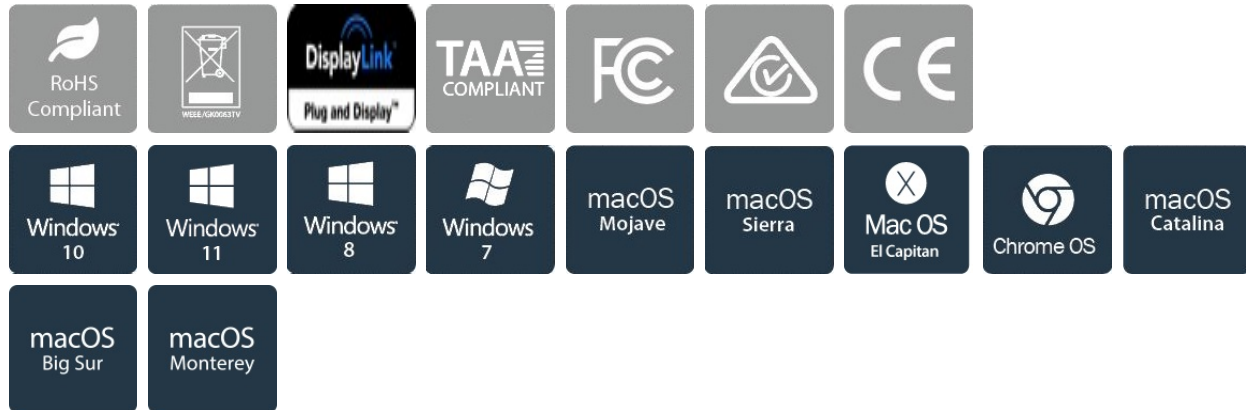 RoHS
Compliant
WEEE/GK0063TV
DisplayLink
Plug and Display™
TAA
COMPLIANT
FC
CE
Windows
10
Windows
11
Windows
8
Windows
7
macOS
Mojave
macOS
Sierra
X
Mac OS
El Capitan
Chrome OS
macOS
Catalina
macOS
Big Sur
macOS
Monterey